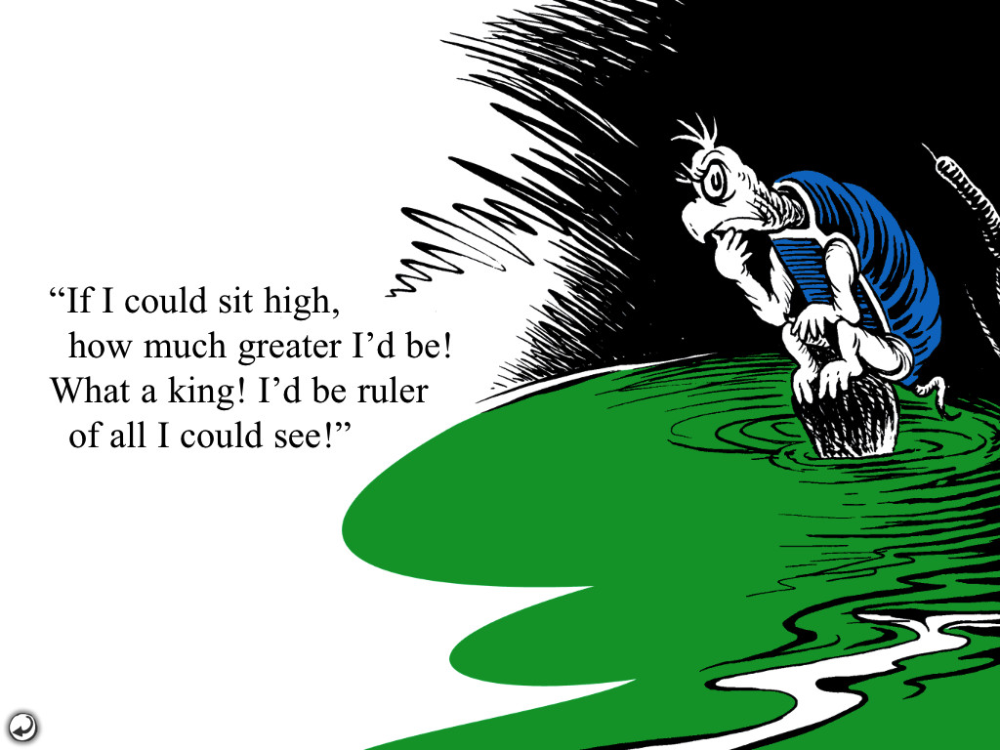 “If I could sit high,
how much greater I’d be!
What a king! I’d be ruler
of all I could see!”